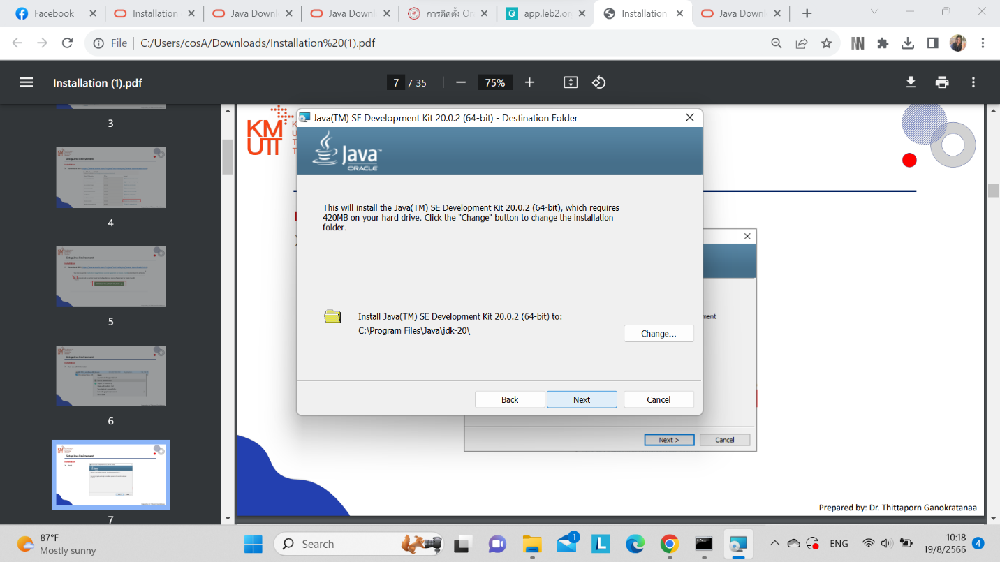 Facebook
Installation
Java Downl
Java Downl
การติดตั้ง Or
app.leb2.or
Installation
Java Downl
File
C:/Users/cosA/Downloads/Installation%20(1).pdf
Installation (1).pdf
7 / 35
75%
3
4
5
6
7
KM
UTT
Java(TM) SE Development Kit 20.0.2 (64-bit) - Destination Folder
Java™
ORACLE
This will install the Java(TM) SE Development Kit 20.0.2 (64-bit), which requires
420MB on your hard drive. Click the "Change" button to change the installation
folder.
Install Java(TM) SE Development Kit 20.0.2 (64-bit) to:
C:\Program Files\Java\jdk-20\
Change...
Back
Next
Cancel
ment
Next >
Cancel
Prepared by: Dr. Thittaporn Ganokratanaa
87°F
Mostly sunny
Search
1
L
ENG
10:18
19/8/2566
4